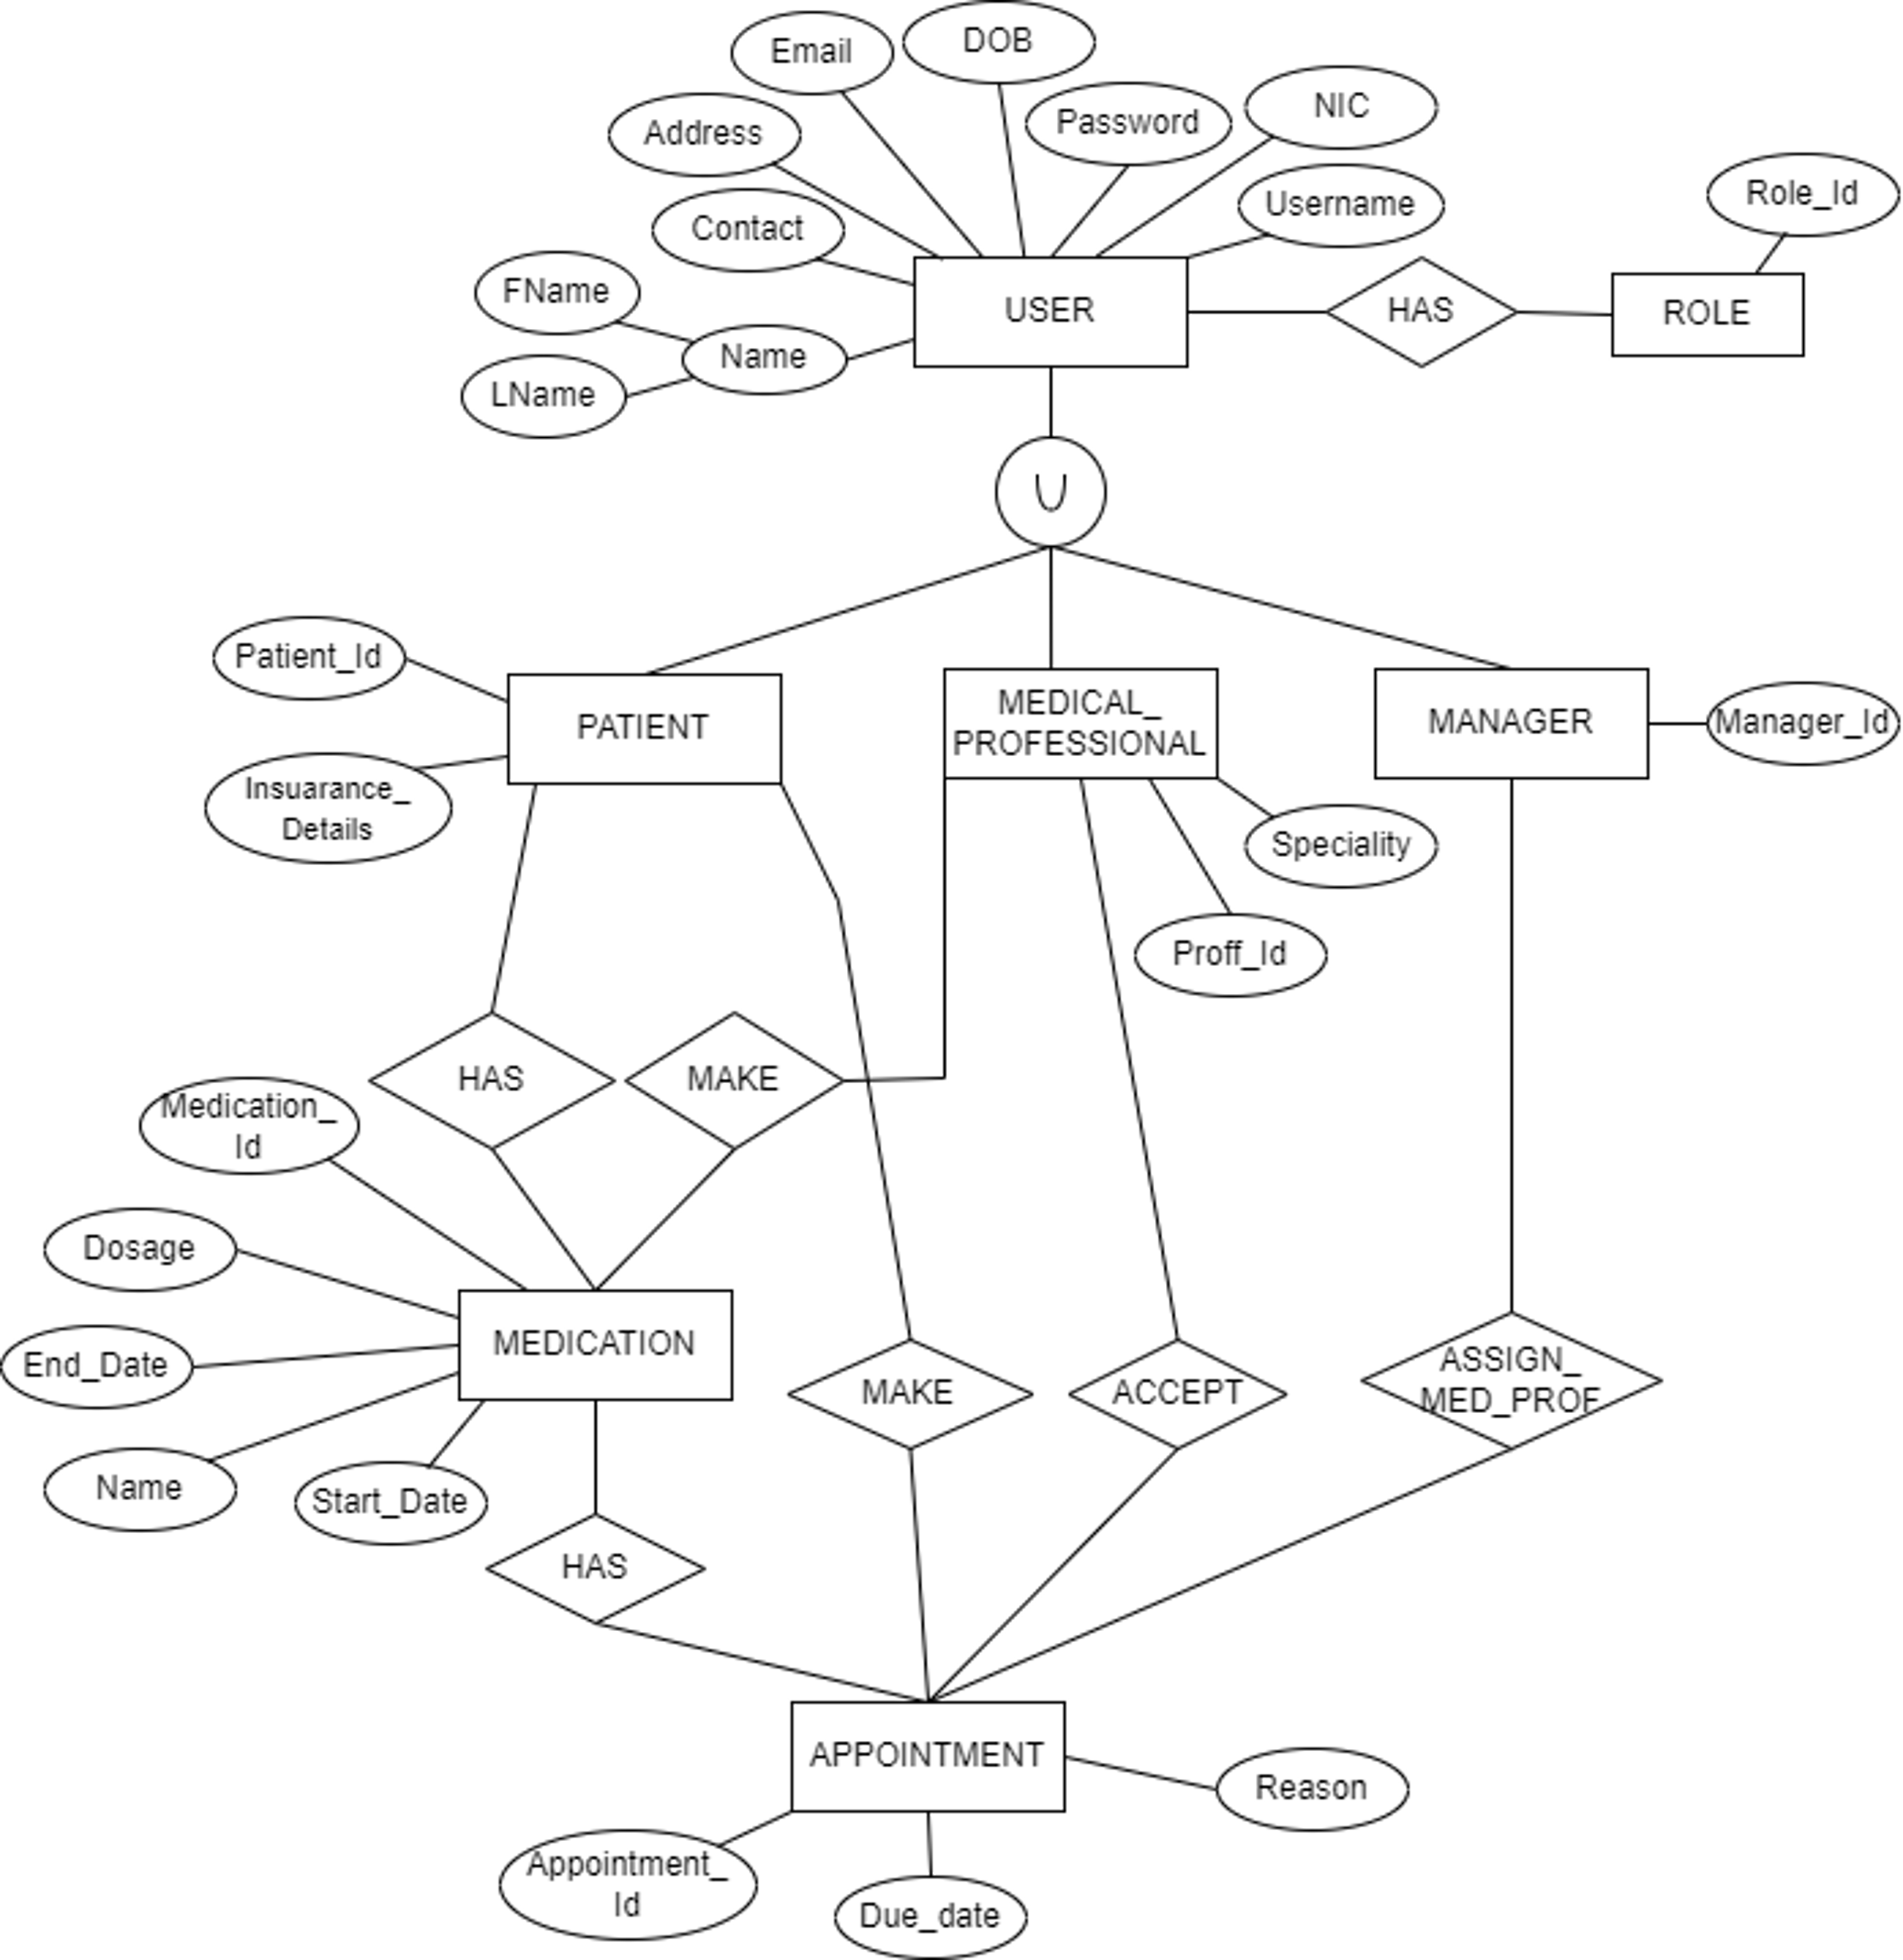 DOB
Email
NIC
Password
Address
Role_Id
Username
Contact
FName
USER
HAS
ROLE
Name
LName
U
Patient_Id
MEDICAL_
PROFESSIONAL
PATIENT
MANAGER
Manager_Id
Insuarance_
Details
Speciality
Proff_Id
HAS
MAKE
Medication_
Id
Dosage
MEDICATION
End_Date
MAKE
ACCEPT
ASSIGN_
MED_PROF
Name
Start_Date
HAS
APPOINTMENT
Reason
Appointment_
Id
Due_date